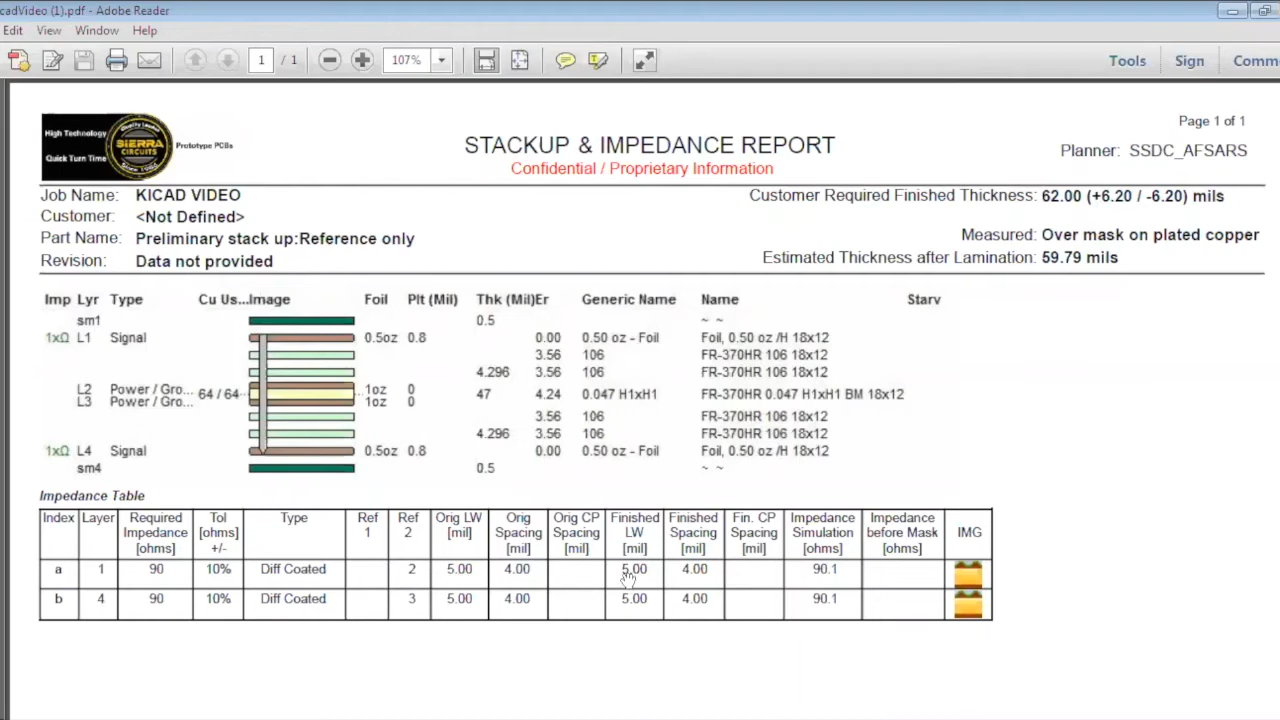 cadVideo (1).pdf - Adobe Reader
Edit View Window Help
1 / 1 107% Tools Sign Comm
Page 1 of 1
High Technology
Quick Turn Time
SIERRA
CIRCUITS
Prototype PCBs
STACKUP & IMPEDANCE REPORT
Planner: SSDC_AFSARS
Confidential / Proprietary Information
Job Name: KICAD VIDEO Customer Required Finished Thickness: 62.00 (+6.20 / -6.20) mils
Customer: <Not Defined>
Part Name: Preliminary stack up:Reference only Measured: Over mask on plated copper
Revision: Data not provided Estimated Thickness after Lamination: 59.79 mils
Imp Lyr Type Cu Us...Image Foil Plt (Mil) Thk (Mil)Er Generic Name Name Starv
sm1 0.5 ~ ~
1xΩ L1 Signal 0.5oz 0.8 0.00 0.50 oz - Foil Foil, 0.50 oz /H 18x12
3.56 106 FR-370HR 106 18x12
4.296 3.56 106 FR-370HR 106 18x12
L2 Power / Gro... 1oz 0
64 / 64 47 4.24 0.047 H1xH1 FR-370HR 0.047 H1xH1 BM 18x12
L3 Power / Gro... 1oz 0
3.56 106 FR-370HR 106 18x12
4.296 3.56 106 FR-370HR 106 18x12
1xΩ L4 Signal 0.5oz 0.8 0.00 0.50 oz - Foil Foil, 0.50 oz /H 18x12
sm4 0.5 ~ ~
Impedance Table
Index Layer Required Impedance [ohms] Tol [ohms] +/- Type Ref 1 Ref 2 Orig LW [mil] Orig Spacing [mil] Orig CP Spacing [mil] Finished LW [mil] Finished Spacing [mil] Fin. CP Spacing [mil] Impedance Simulation [ohms] Impedance before Mask [ohms] IMG
a 1 90 10% Diff Coated 2 5.00 4.00 5.00 4.00 90.1
b 4 90 10% Diff Coated 3 5.00 4.00 5.00 4.00 90.1